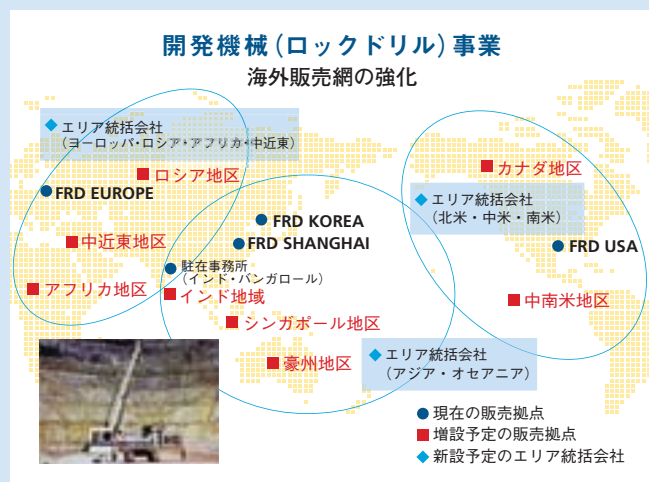 開発機械(ロックドリル)事業
海外販売網の強化
エリア統括会社
(ヨーロッパ・ロシア・アフリカ・中近東)
ロシア地区
FRD EUROPE
中近東地区
アフリカ地区
FRD KOREA
FRD SHANGHAI
駐在事務所
(インド・バンガロール)
インド地域
シンガポール地区
豪州地区
エリア統括会社
(アジア・オセアニア)
カナダ地区
エリア統括会社
(北米・中米・南米)
FRD USA
中南米地区
現在の販売拠点
増設予定の販売拠点
新設予定のエリア統括会社